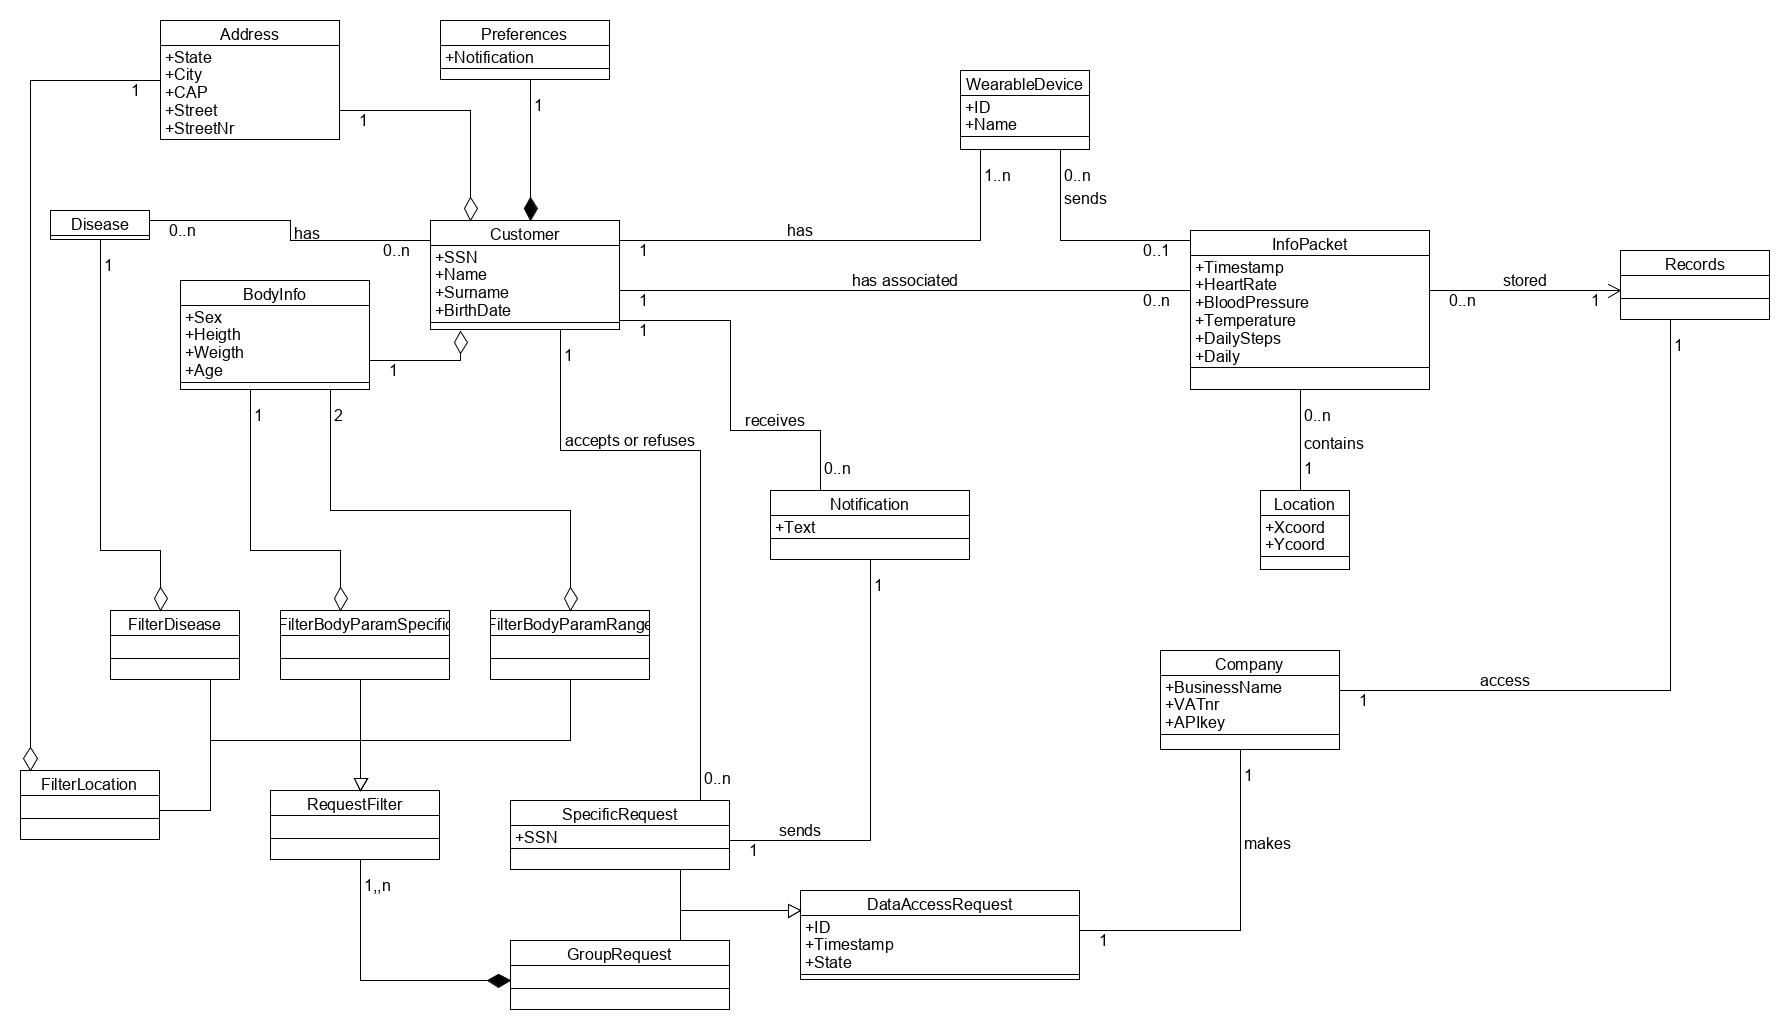 Address
+State
+City
+CAP
+Street
+StreetNr
1
1
Preferences
+Notification
1
WearableDevice
+ID
+Name
1..n
0..n
sends
Disease
0..n
has
0..n
1
Customer
+SSN
+Name
+Surname
+BirthDate
has
1
0..1
has associated
1
0..n
1
InfoPacket
+Timestamp
+HeartRate
+BloodPressure
+Temperature
+DailySteps
+Daily
stored
0..n
1
Records
1
BodyInfo
+Sex
+Heigth
+Weigth
+Age
1
1
2
1
accepts or refuses
receives
0..n
0..n
contains
1
Notification
+Text
1
Location
+Xcoord
+Ycoord
FilterDisease
FilterBodyParamSpecific
FilterBodyParamRange
Company
+BusinessName
+VATnr
+APIkey
access
1
1
makes
FilterLocation
RequestFilter
1,,n
0..n
SpecificRequest
+SSN
sends
1
DataAccessRequest
+ID
+Timestamp
+State
1
GroupRequest